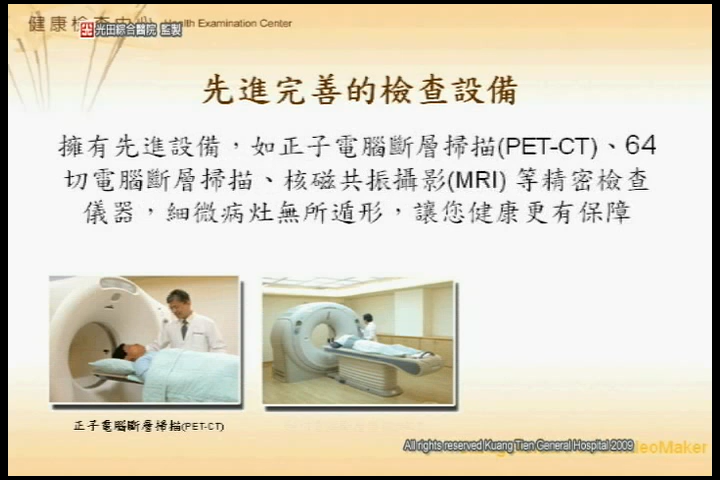 健康檢查中心 Health Examination Center
光田綜合醫院 監製
先進完善的檢查設備
擁有先進設備，如正子電腦斷層掃描(PET-CT)、64
切電腦斷層掃描、核磁共振攝影(MRI) 等精密檢查
儀器，細微病灶無所遁形，讓您健康更有保障
正子電腦斷層掃描(PET-CT)
All rights reserved Kuang Tien General Hospital 2009
deoMaker